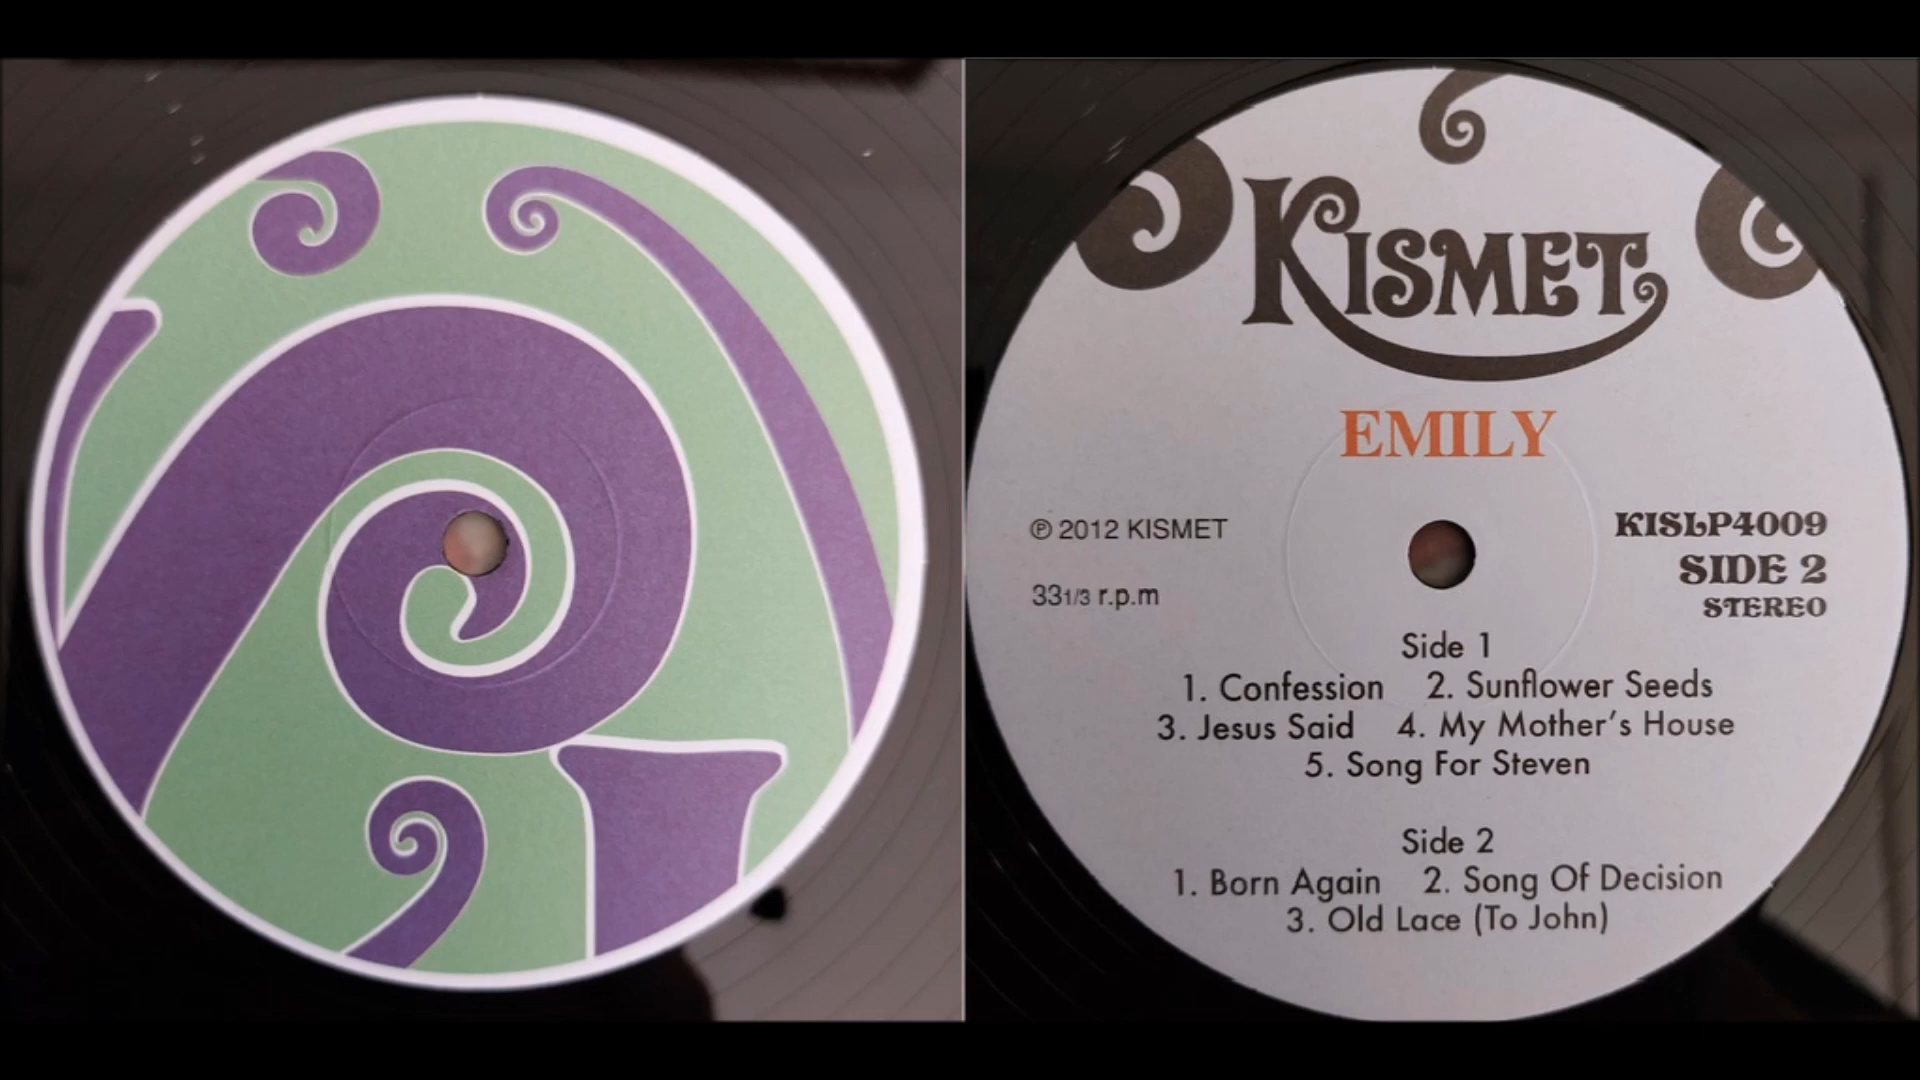 KISMET
EMILY
℗ 2012 KISMET
KISLP4009
SIDE 2
33 1/3 r.p.m
STEREO
Side 1
1. Confession 2. Sunflower Seeds
3. Jesus Said 4. My Mother's House
5. Song For Steven
Side 2
1. Born Again 2. Song Of Decision
3. Old Lace (To John)